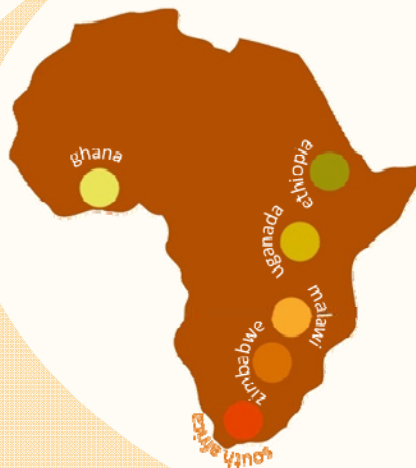 ghana
ethiopia
uganada
malawi
zimbabwe
south africa